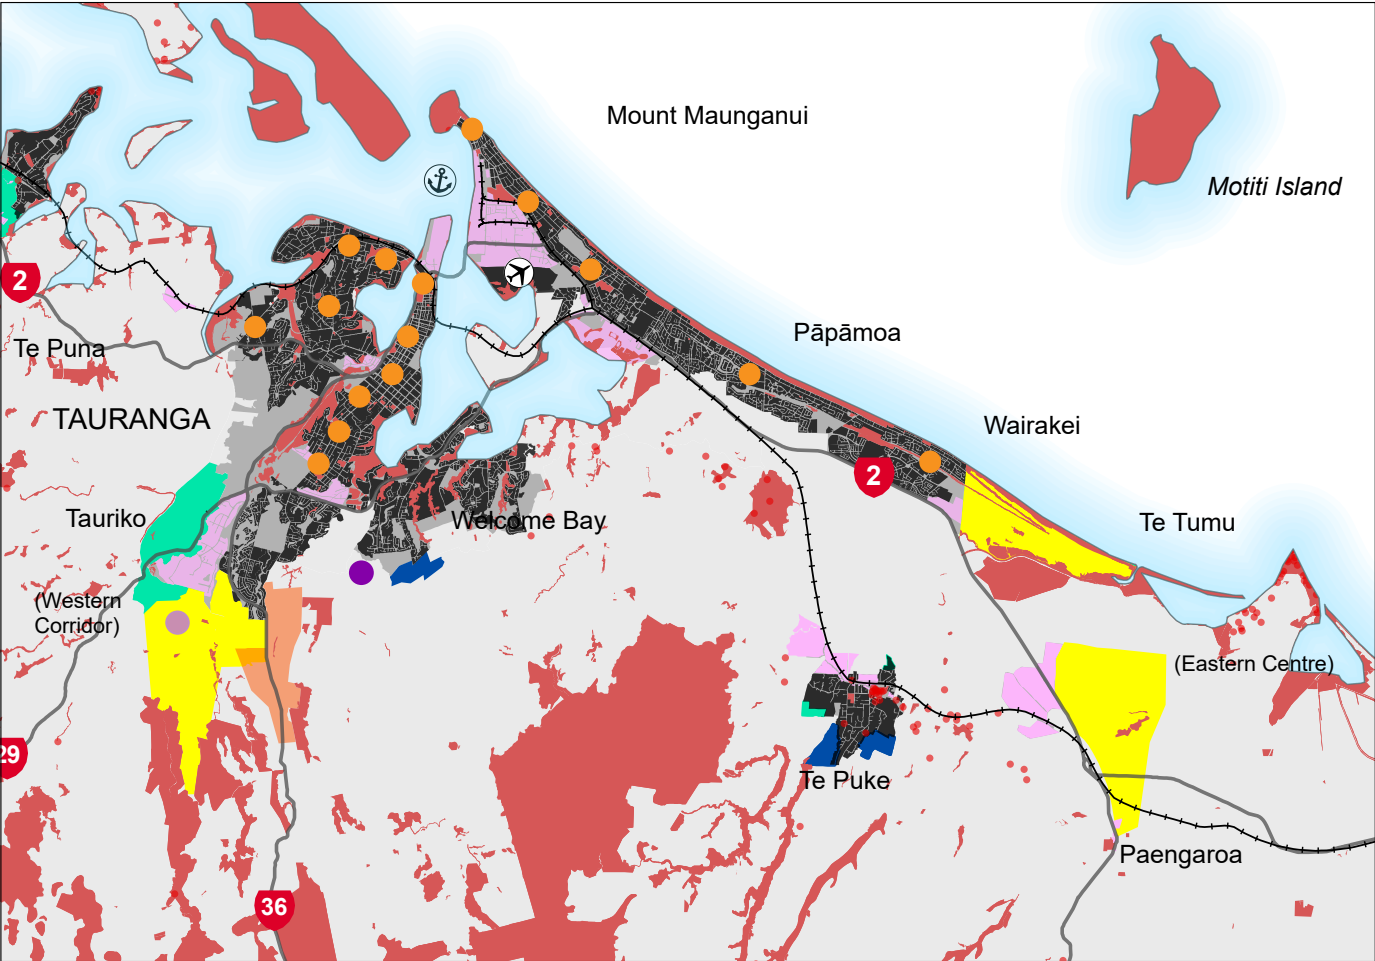 Mount Maunganui
Motiti Island
2
Te Puna
Pāpāmoa
TAURANGA
Wairakei
2
Tauriko
Welcome Bay
Te Tumu
(Western
Corridor)
(Eastern Centre)
29
Te Puke
Paengaroa
36